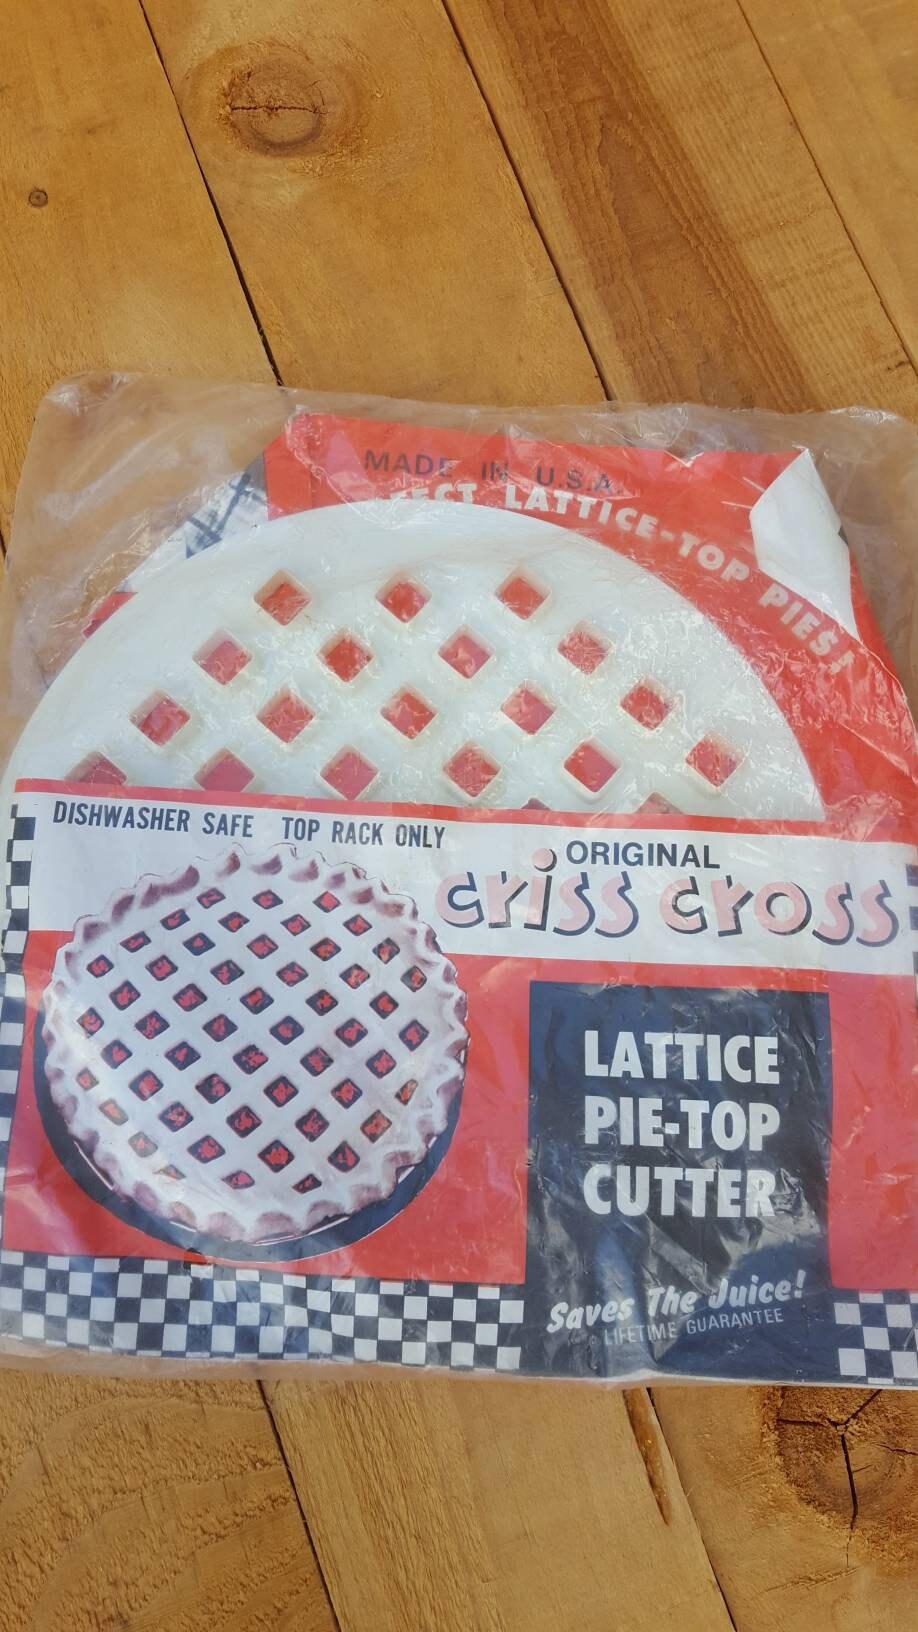 MADE IN U.S.A.
LATTICE-TOP PIES!
DISHWASHER SAFE TOP RACK ONLY
ORIGINAL
criss cross
LATTICE
PIE-TOP
CUTTER
Saves The Juice!
LIFETIME GUARANTEE